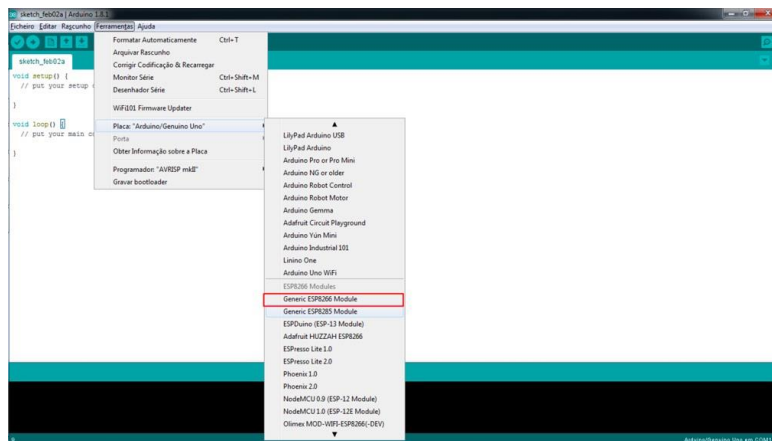 sketch_feb02a | Arduino 1.8.1
Ficheiro Editar Rascunho Ferramentas Ajuda
sketch_feb02a
void setup() {
// put your setup
}
void loop() {
// put your main
}
Formatar Automaticamente Ctrl+T
Arquivar Rascunho
Corrigir Codificação & Recarregar
Monitor Série Ctrl+Shift+M
Desenhador Série Ctrl+Shift+L
WiFi101 Firmware Updater
Placa: "Arduino/Genuino Uno"
Porta
Obter Informação sobre a Placa
Programador: "AVRISP mkII"
Gravar bootloader
LilyPad Arduino USB
LilyPad Arduino
Arduino Pro or Pro Mini
Arduino NG or older
Arduino Robot Control
Arduino Robot Motor
Arduino Gemma
Adafruit Circuit Playground
Arduino Yún Mini
Arduino Industrial 101
Linino One
Arduino Uno WiFi
ESP8266 Modules
Generic ESP8266 Module
Generic ESP8285 Module
ESPDuino (ESP-13 Module)
Adafruit HUZZAH ESP8266
ESPresso Lite 1.0
ESPresso Lite 2.0
Phoenix 1.0
Phoenix 2.0
NodeMCU 0.9 (ESP-12 Module)
NodeMCU 1.0 (ESP-12E Module)
Olimex MOD-WIFI-ESP8266(-DEV)
9
Arduino/Genuino Uno em COM1